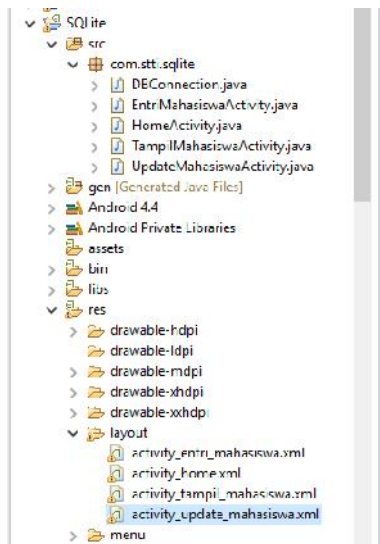 SQLite
src
com.stti.sqlite
DBConnection.java
EntriMahasiswaActivity.java
HomeActivity.java
TampilMahasiswaActivity.java
UpdateMahasiswaActivity.java
gen [Generated Java Files]
Android 4.4
Android Private Libraries
assets
bin
libs
res
drawable-hdpi
drawable-ldpi
drawable-mdpi
drawable-xhdpi
drawable-xxhdpi
layout
activity_entri_mahasiswa.xml
activity_home.xml
activity_tampil_mahasiswa.xml
activity_update_mahasiswa.xml
menu